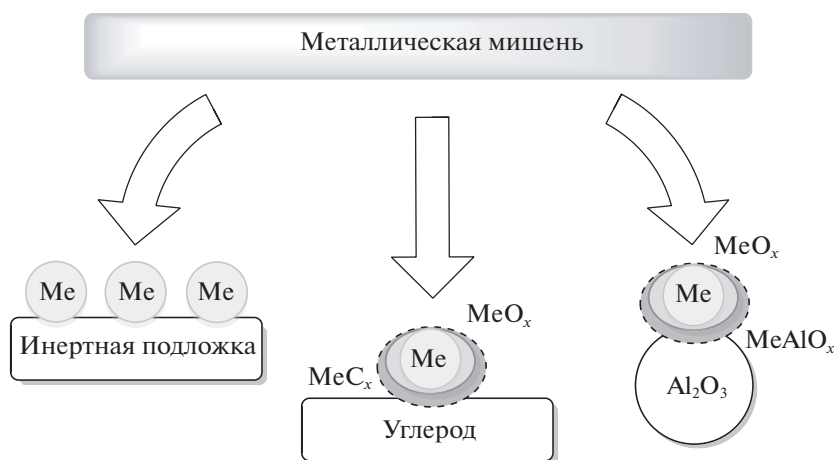 Металлическая мишень
Me Me Me
Инертная подложка
MeOₓ
Me
MeCₓ
Углерод
MeOₓ
Me
MeAlOₓ
Al₂O₃